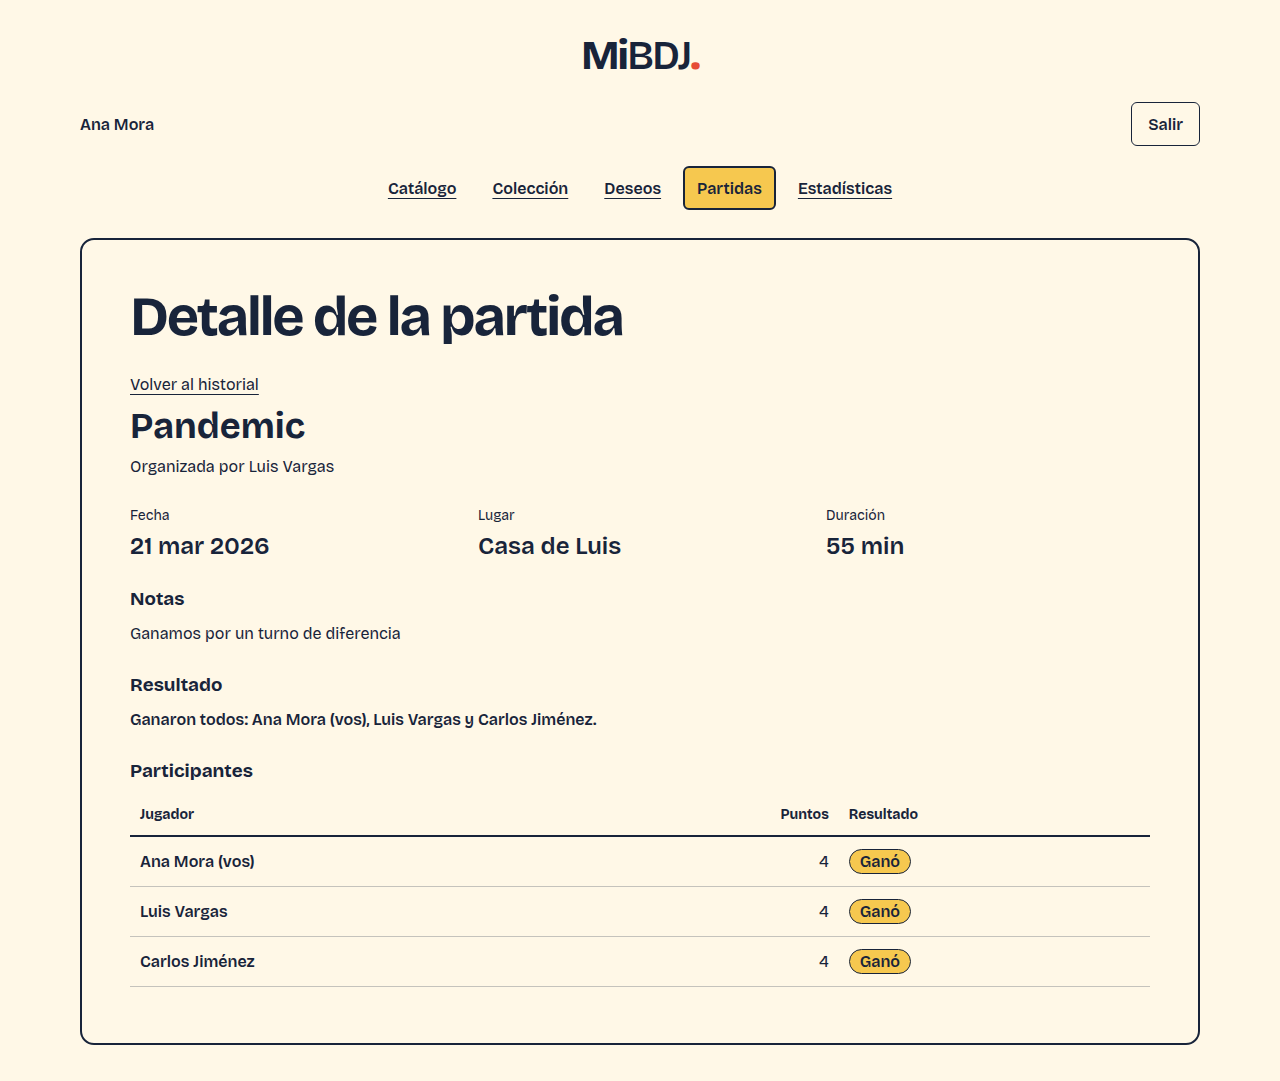 MiBDJ.
Ana Mora
Salir
Catálogo Colección Deseos Partidas Estadísticas
Detalle de la partida
Volver al historial
Pandemic
Organizada por Luis Vargas
Fecha Lugar Duración
21 mar 2026 Casa de Luis 55 min
Notas
Ganamos por un turno de diferencia
Resultado
Ganaron todos: Ana Mora (vos), Luis Vargas y Carlos Jiménez.
Participantes
Jugador Puntos Resultado
Ana Mora (vos) 4 Ganó
Luis Vargas 4 Ganó
Carlos Jiménez 4 Ganó